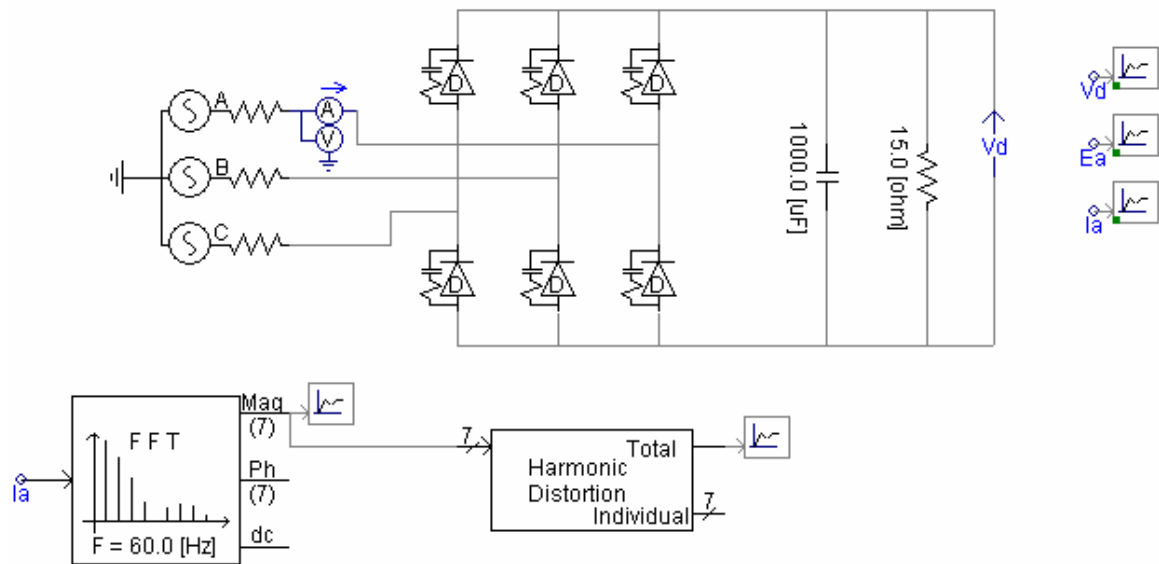 D D D
A
A
V
B
C
D D D
1000.0 [uF]
15.0 [ohm]
Vd
Vd
Ea
Ia
Mag
(7)
F F T
Ph
(7)
Ia
dc
F = 60.0 [Hz]
7
Total
Harmonic
Distortion
Individual
7